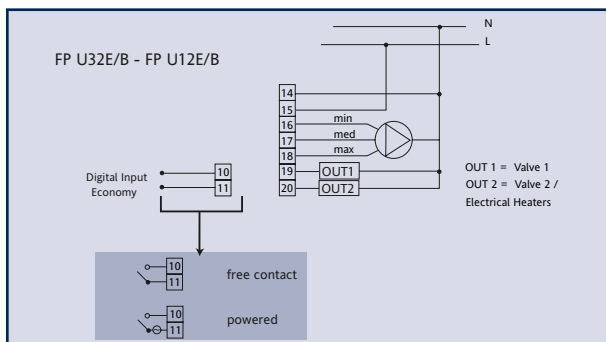 N
L
FP U32E/B - FP U12E/B
14
15
16 min
17 med
18 max
19 OUT1
20 OUT2
OUT 1 = Valve 1
OUT 2 = Valve 2 /
Electrical Heaters
Digital Input
Economy
10
11
10
11
free contact
10
11
powered